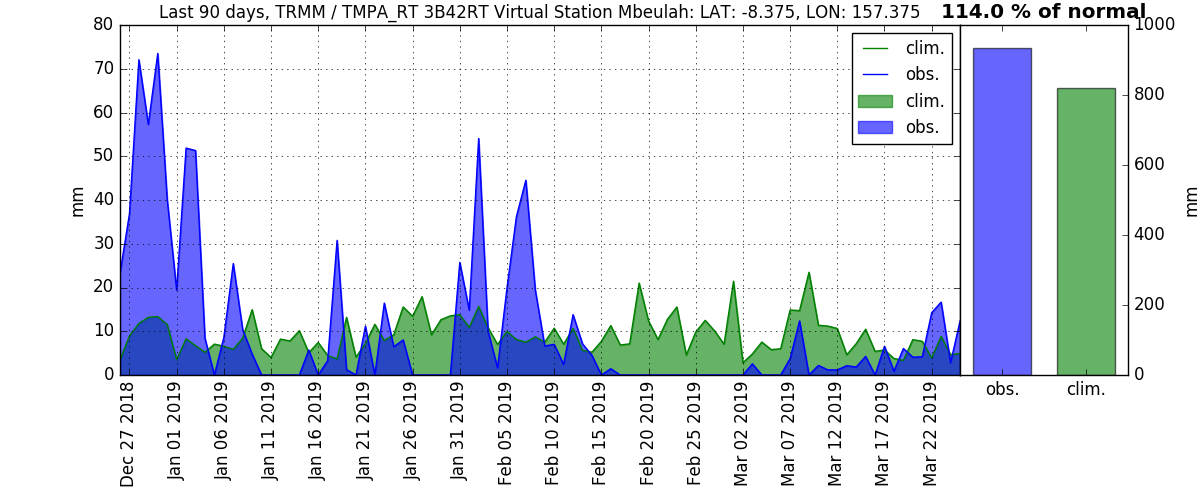 Last 90 days, TRMM / TMPA_RT 3B42RT Virtual Station Mbeulah: LAT: -8.375, LON: 157.375
114.0 % of normal
80
70
60
50
40
30
20
10
0
mm
clim.
obs.
clim.
obs.
1000
800
600
400
200
0
mm
obs.
clim.
Dec 27 2018
Jan 01 2019
Jan 06 2019
Jan 11 2019
Jan 16 2019
Jan 21 2019
Jan 26 2019
Jan 31 2019
Feb 05 2019
Feb 10 2019
Feb 15 2019
Feb 20 2019
Feb 25 2019
Mar 02 2019
Mar 07 2019
Mar 12 2019
Mar 17 2019
Mar 22 2019